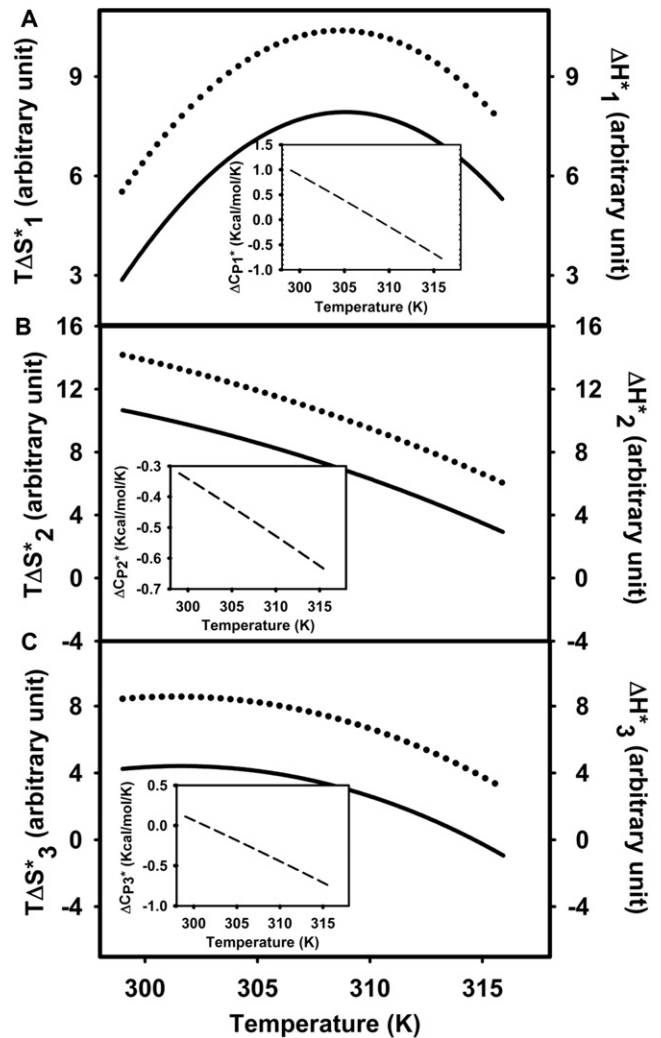 A
TΔS*1 (arbitrary unit)
9
6
3
9
6
3
ΔH*1 (arbitrary unit)
ΔCP1* (Kcal/mol/K)
1.5
1.0
0.5
0.0
-0.5
-1.0
300 305 310 315
Temperature (K)
B
TΔS*2 (arbitrary unit)
16
12
8
4
0
-4
16
12
8
4
0
-4
ΔH*2 (arbitrary unit)
ΔCP2* (Kcal/mol/K)
-0.3
-0.4
-0.5
-0.6
-0.7
300 305 310 315
Temperature (K)
C
TΔS*3 (arbitrary unit)
8
4
0
-4
8
4
0
-4
ΔH*3 (arbitrary unit)
ΔCP3* (Kcal/mol/K)
0.5
0.0
-0.5
-1.0
300 305 310 315
Temperature (K)
300 305 310 315
Temperature (K)